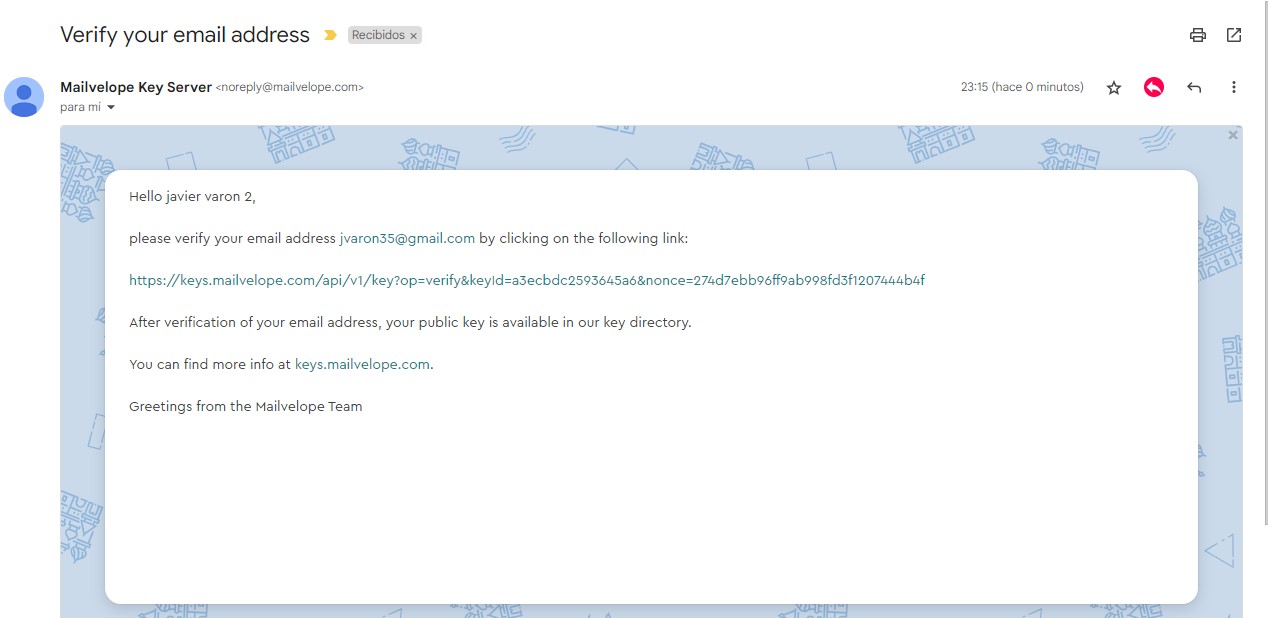 Verify your email address
Recibidos ×
Mailvelope Key Server <noreply@mailvelope.com>
23:15 (hace 0 minutos)
para mí
Hello javier varon 2,
please verify your email address jvaron35@gmail.com by clicking on the following link:
https://keys.mailvelope.com/api/v1/key?op=verify&keyId=a3ecbdc2593645a6&nonce=274d7ebb96ff9ab998fd3f1207444b4f
After verification of your email address, your public key is available in our key directory.
You can find more info at keys.mailvelope.com.
Greetings from the Mailvelope Team